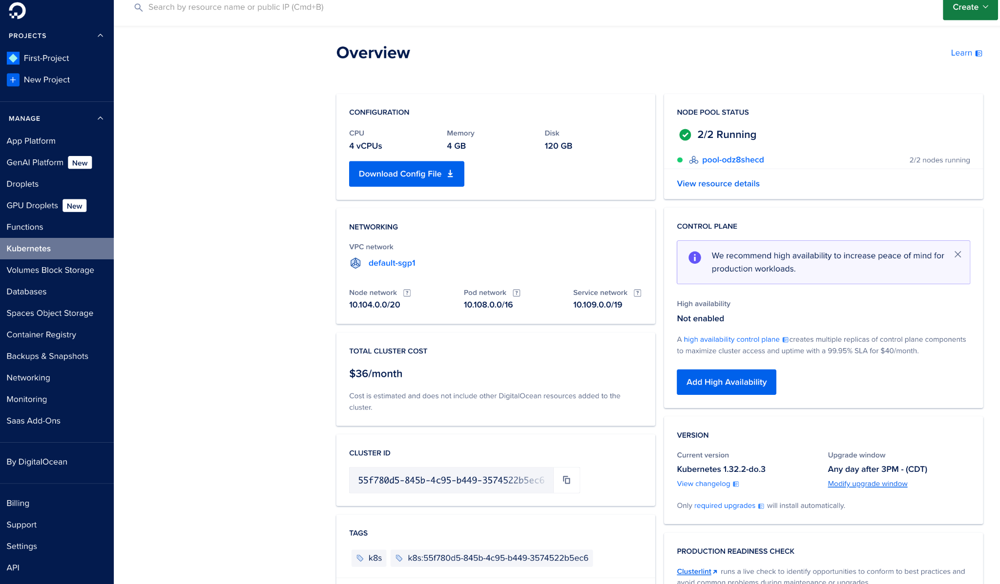 Search by resource name or public IP (Cmd+B)
Create
PROJECTS
First-Project
New Project
MANAGE
App Platform
GenAI Platform New
Droplets
GPU Droplets New
Functions
Kubernetes
Volumes Block Storage
Databases
Spaces Object Storage
Container Registry
Backups & Snapshots
Networking
Monitoring
Saas Add-Ons
By DigitalOcean
Billing
Support
Settings
API
Overview
Learn
CONFIGURATION
CPU Memory Disk
4 vCPUs 4 GB 120 GB
Download Config File
NETWORKING
VPC network
default-sgp1
Node network ? Pod network ? Service network ?
10.104.0.0/20 10.108.0.0/16 10.109.0.0/19
TOTAL CLUSTER COST
$36/month
Cost is estimated and does not include other DigitalOcean resources added to the
cluster.
CLUSTER ID
55f780d5-845b-4c95-b449-3574522b5ec6
TAGS
k8s k8s:55f780d5-845b-4c95-b449-3574522b5ec6
NODE POOL STATUS
2/2 Running
pool-odz8shecd 2/2 nodes running
View resource details
CONTROL PLANE
We recommend high availability to increase peace of mind for
production workloads.
High availability
Not enabled
A high availability control plane creates multiple replicas of control plane components
to maximize cluster access and uptime with a 99.95% SLA for $40/month.
Add High Availability
VERSION
Current version Upgrade window
Kubernetes 1.32.2-do.3 Any day after 3PM - (CDT)
View changelog Modify upgrade window
Only required upgrades will install automatically.
PRODUCTION READINESS CHECK
Clusterlint runs a live check to identify opportunities to conform to best practices and
avoid common problems during maintenance or upgrades.